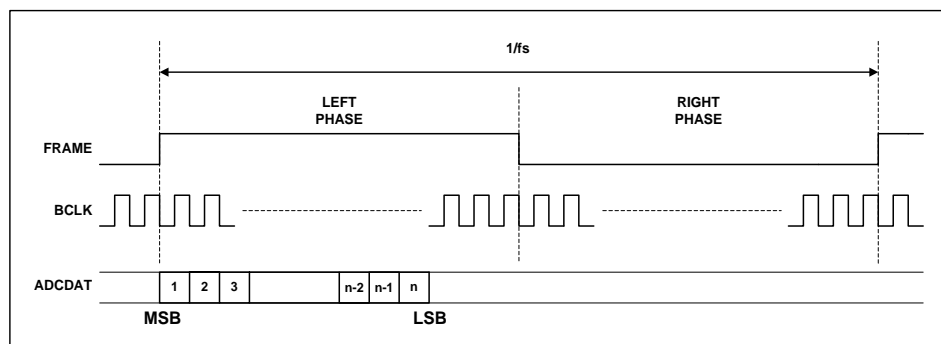 1/fs
LEFT
PHASE
RIGHT
PHASE
FRAME
BCLK
ADCDAT
1 2 3 n-2 n-1 n
MSB LSB